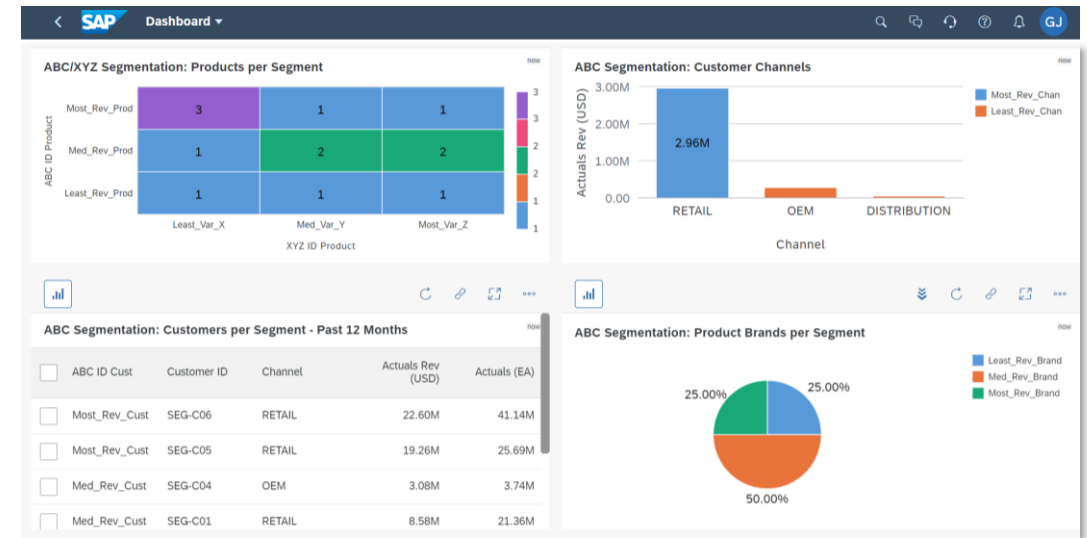 SAP
Dashboard
GJ
ABC/XYZ Segmentation: Products per Segment
now
ABC ID Product
Most_Rev_Prod
3
1
1
Med_Rev_Prod
1
2
2
Least_Rev_Prod
1
1
1
Least_Var_X
Med_Var_Y
Most_Var_Z
XYZ ID Product
3
3
2
2
1
1
ABC Segmentation: Customer Channels
now
Actuals Rev (USD)
3.00M
2.00M
1.00M
0.00
2.96M
RETAIL
OEM
DISTRIBUTION
Channel
Most_Rev_Chan
Least_Rev_Chan
ABC Segmentation: Customers per Segment - Past 12 Months
now
ABC ID Cust Customer ID Channel Actuals Rev (USD) Actuals (EA)
Most_Rev_Cust SEG-C06 RETAIL 22.60M 41.14M
Most_Rev_Cust SEG-C05 RETAIL 19.26M 25.69M
Med_Rev_Cust SEG-C04 OEM 3.08M 3.74M
Med_Rev_Cust SEG-C01 RETAIL 8.58M 21.36M
ABC Segmentation: Product Brands per Segment
now
25.00%
25.00%
50.00%
Least_Rev_Brand
Med_Rev_Brand
Most_Rev_Brand